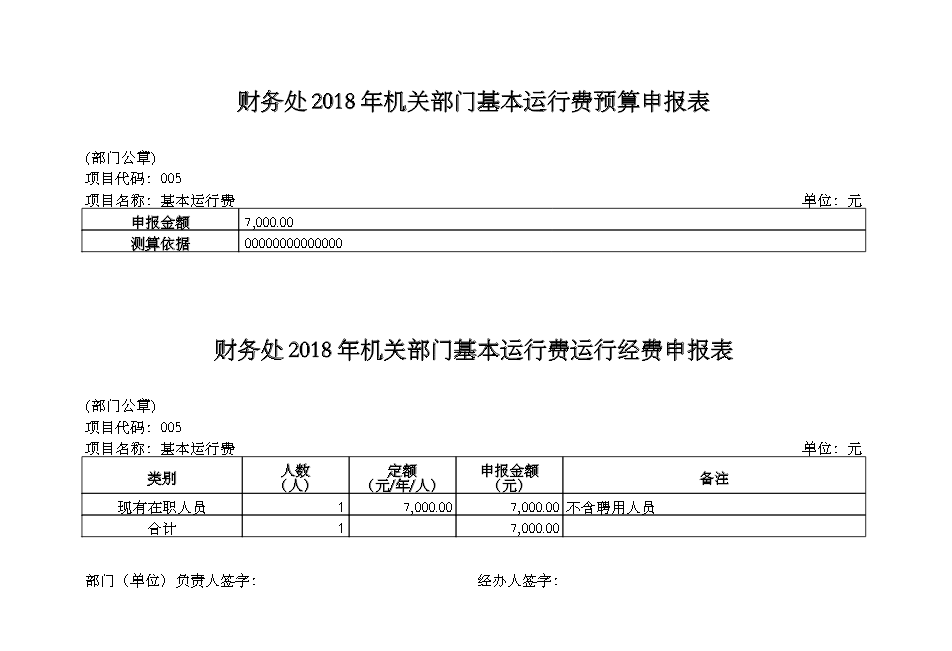 财务处2018年机关部门基本运行费预算申报表
(部门公章)
项目代码：005
项目名称：基本运行费 单位：元
申报金额 7,000.00
测算依据 00000000000000
财务处2018年机关部门基本运行费运行经费申报表
(部门公章)
项目代码：005
项目名称：基本运行费 单位：元
类别 人数 定额 申报金额 备注
（人） （元/年/人） （元）
现有在职人员 1 7,000.00 7,000.00 不含聘用人员
合计 1 7,000.00
部门（单位）负责人签字： 经办人签字：